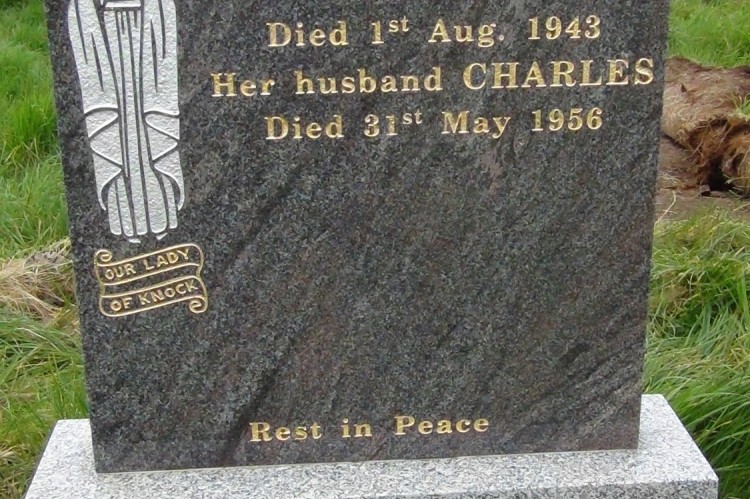 Died 1st Aug. 1943
Her husband CHARLES
Died 31st May 1956
OUR LADY
OF KNOCK
Rest in Peace